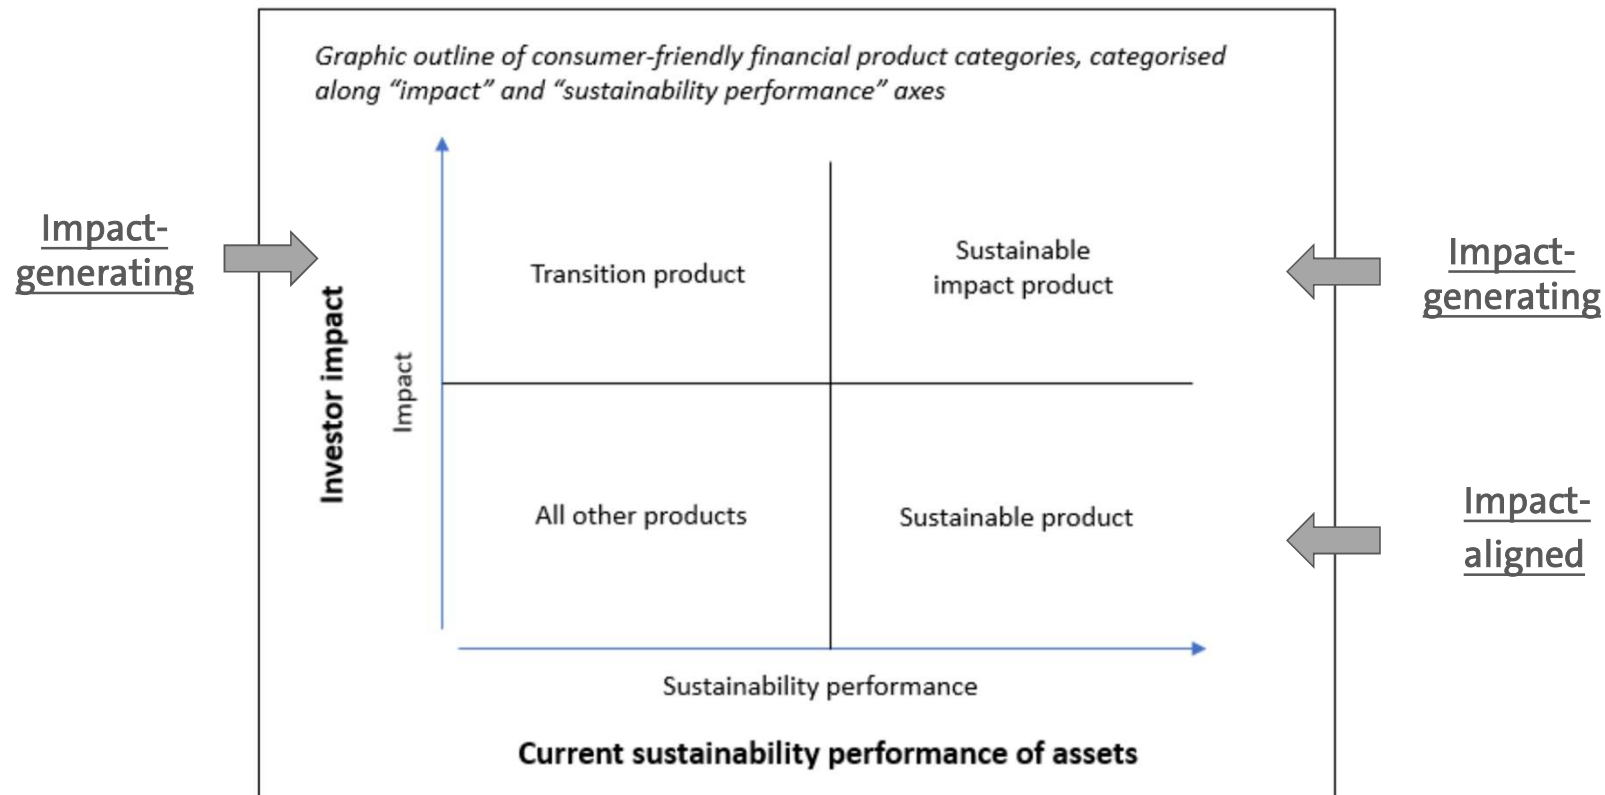 Graphic outline of consumer-friendly financial product categories, categorised
along “impact” and “sustainability performance” axes
Impact-
generating
Investor impact
Impact
Transition product
Sustainable
impact product
Impact-
generating
All other products
Sustainable product
Impact-
aligned
Sustainability performance
Current sustainability performance of assets